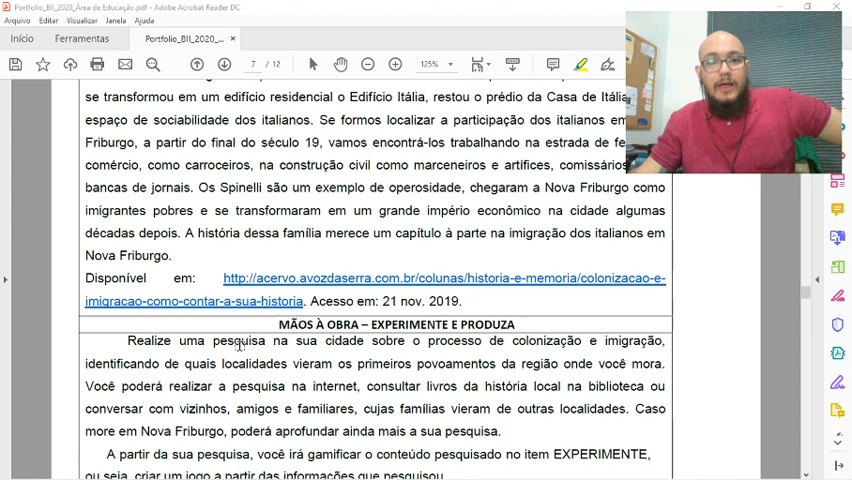 Portfolio_BII_2020_Área de Educação.pdf - Adobe Acrobat Reader DC
Arquivo Editar Visualizar Janela Ajuda
Início Ferramentas Portfolio_BII_2020_... ×
7 / 12 125%
se transformou em um edifício residencial o Edifício Itália, restou o prédio da Casa de Itália
espaço de sociabilidade dos italianos. Se formos localizar a participação dos italianos em
Friburgo, a partir do final do século 19, vamos encontrá-los trabalhando na estrada de fe
comércio, como carroceiros, na construção civil como marceneiros e artífices, comissários
bancas de jornais. Os Spinelli são um exemplo de operosidade, chegaram a Nova Friburgo como
imigrantes pobres e se transformaram em um grande império econômico na cidade algumas
décadas depois. A história dessa família merece um capítulo à parte na imigração dos italianos em
Nova Friburgo.
Disponível em: http://acervo.avozdaserra.com.br/colunas/historia-e-memoria/colonizacao-e-
imigracao-como-contar-a-sua-historia. Acesso em: 21 nov. 2019.
MÃOS À OBRA – EXPERIMENTE E PRODUZA
Realize uma pesquisa na sua cidade sobre o processo de colonização e imigração,
identificando de quais localidades vieram os primeiros povoamentos da região onde você mora.
Você poderá realizar a pesquisa na internet, consultar livros da história local na biblioteca ou
conversar com vizinhos, amigos e familiares, cujas famílias vieram de outras localidades. Caso
more em Nova Friburgo, poderá aprofundar ainda mais a sua pesquisa.
A partir da sua pesquisa, você irá gamificar o conteúdo pesquisado no item EXPERIMENTE,
ou seja, criar um jogo a partir das informações que pesquisou